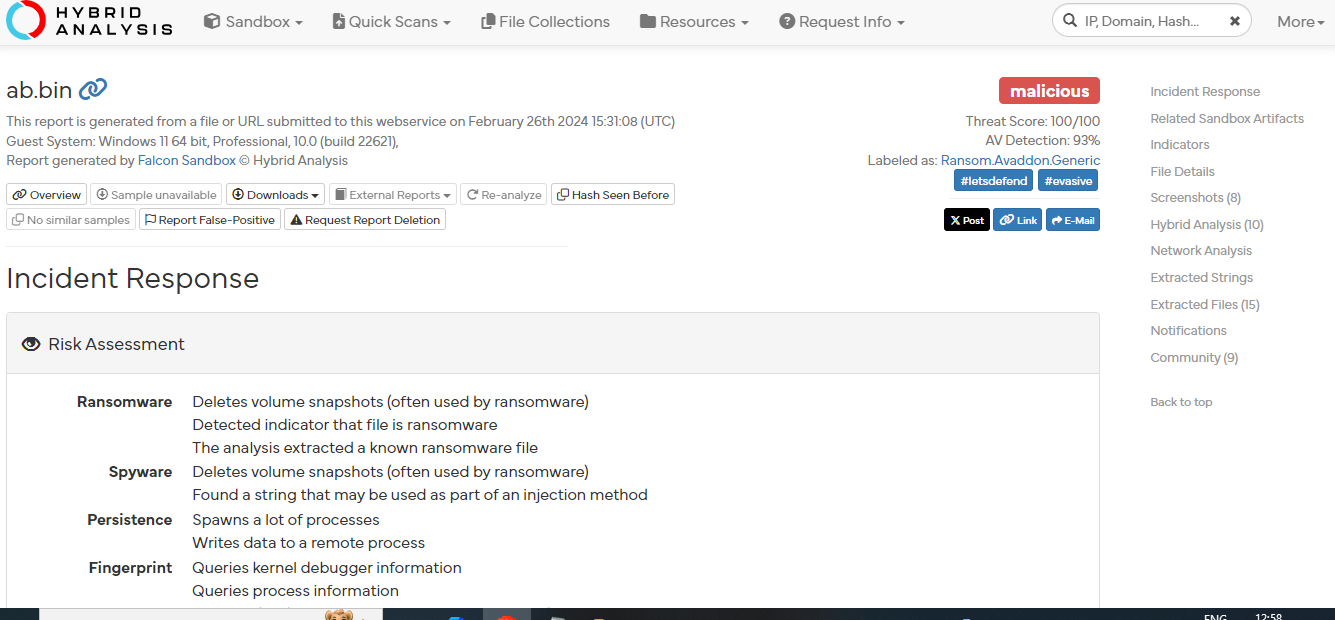 HYBRID ANALYSIS Sandbox Quick Scans File Collections Resources Request Info IP, Domain, Hash... More
ab.bin
malicious
This report is generated from a file or URL submitted to this webservice on February 26th 2024 15:31:08 (UTC)
Guest System: Windows 11 64 bit, Professional, 10.0 (build 22621),
Report generated by Falcon Sandbox © Hybrid Analysis
Threat Score: 100/100
AV Detection: 93%
Labeled as: Ransom.Avaddon.Generic
#letsdefend #evasive
Overview Sample unavailable Downloads External Reports Re-analyze Hash Seen Before
No similar samples Report False-Positive Request Report Deletion
X Post Link E-Mail
Incident Response
Risk Assessment
Ransomware Deletes volume snapshots (often used by ransomware)
Detected indicator that file is ransomware
The analysis extracted a known ransomware file
Spyware Deletes volume snapshots (often used by ransomware)
Found a string that may be used as part of an injection method
Persistence Spawns a lot of processes
Writes data to a remote process
Fingerprint Queries kernel debugger information
Queries process information
Incident Response
Related Sandbox Artifacts
Indicators
File Details
Screenshots (8)
Hybrid Analysis (10)
Network Analysis
Extracted Strings
Extracted Files (15)
Notifications
Community (9)
Back to top
ENG 12:58